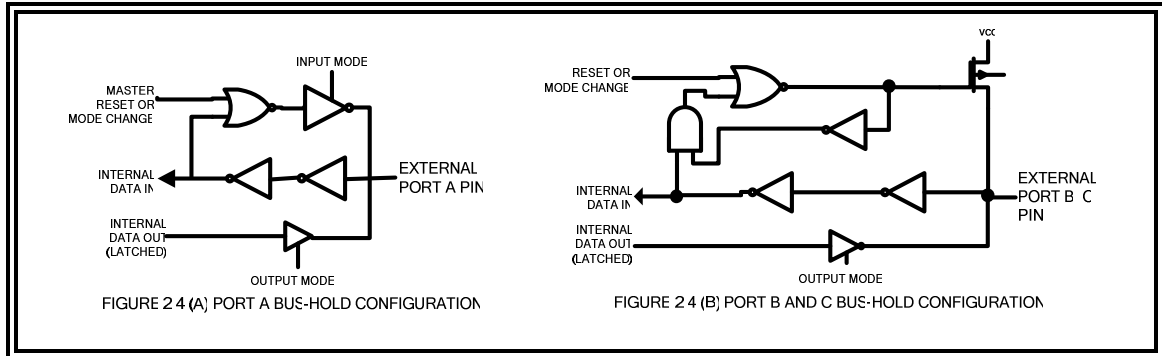 INPUT MODE
MASTER
RESET OR
MODE CHANGE
INTERNAL
DATA IN
EXTERNAL
PORT A PIN
INTERNAL
DATA OUT
(LATCHED)
OUTPUT MODE
FIGURE 2 4 (A) PORT A BUS-HOLD CONFIGURATION
VCC
RESET OR
MODE CHANGE
INTERNAL
DATA IN
EXTERNAL
PORT B C
PIN
INTERNAL
DATA OUT
(LATCHED)
OUTPUT MODE
FIGURE 2 4 (B) PORT B AND C BUS-HOLD CONFIGURATION